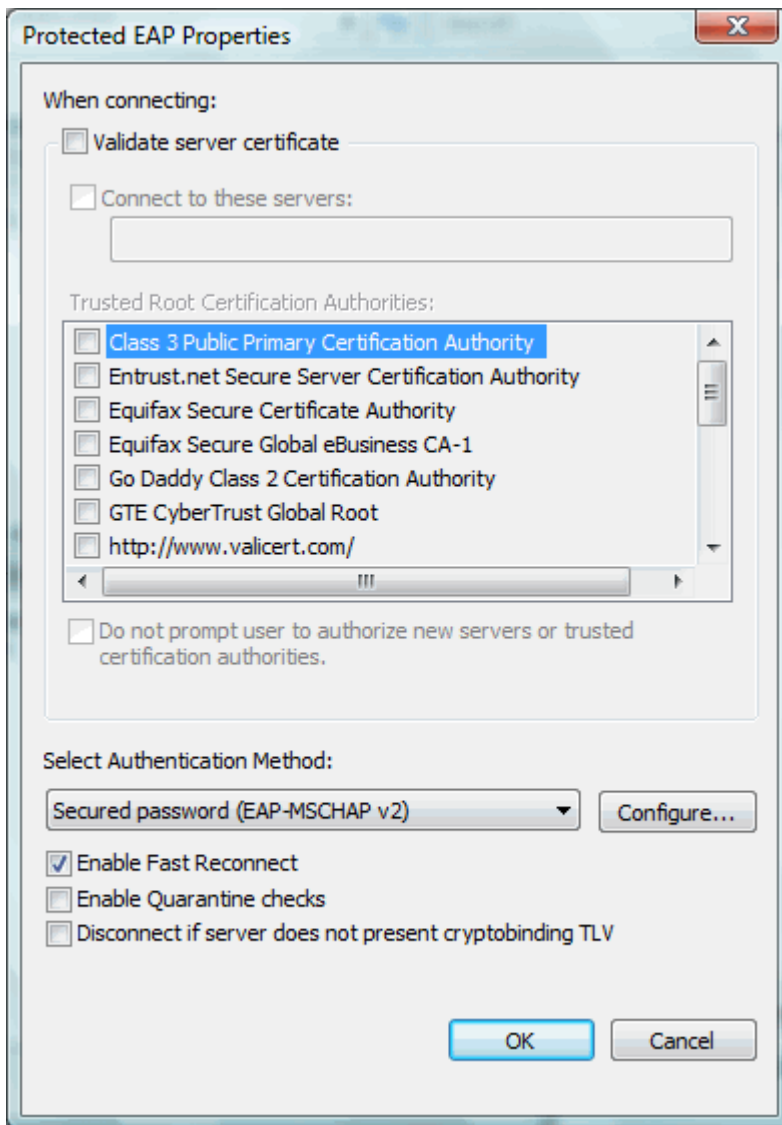 Protected EAP Properties
When connecting:
Validate server certificate
Connect to these servers:
Trusted Root Certification Authorities:
Class 3 Public Primary Certification Authority
Entrust.net Secure Server Certification Authority
Equifax Secure Certificate Authority
Equifax Secure Global eBusiness CA-1
Go Daddy Class 2 Certification Authority
GTE CyberTrust Global Root
http://www.valicert.com/
Do not prompt user to authorize new servers or trusted
certification authorities.
Select Authentication Method:
Secured password (EAP-MSCHAP v2) Configure...
Enable Fast Reconnect
Enable Quarantine checks
Disconnect if server does not present cryptobinding TLV
OK Cancel